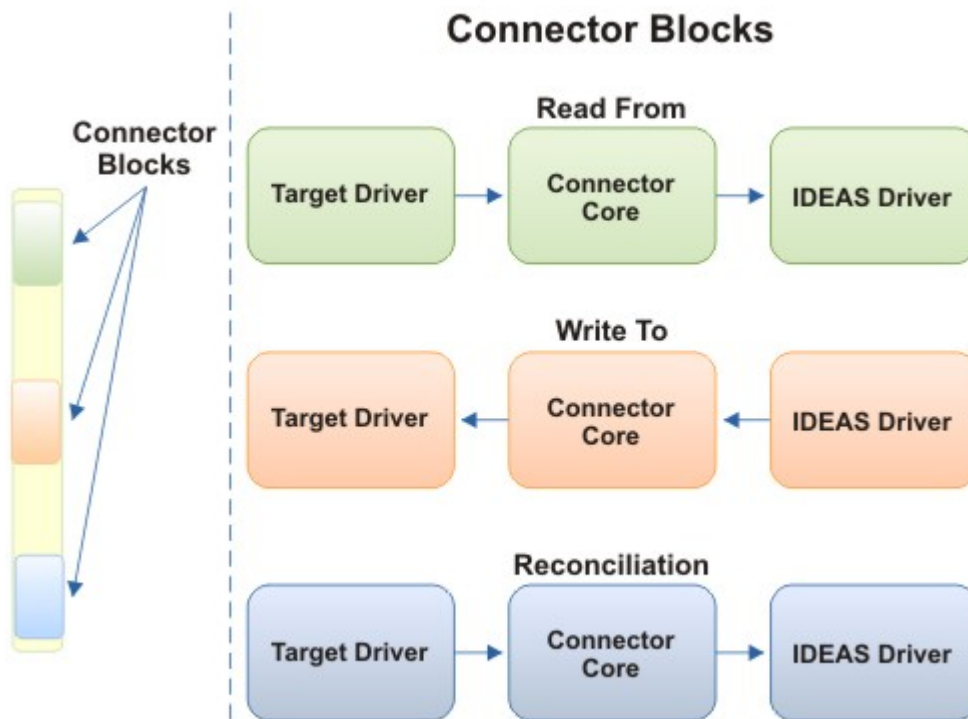 Connector Blocks
Connector
Blocks
Read From
Target Driver
Connector
Core
IDEAS Driver
Write To
Target Driver
Connector
Core
IDEAS Driver
Reconciliation
Target Driver
Connector
Core
IDEAS Driver